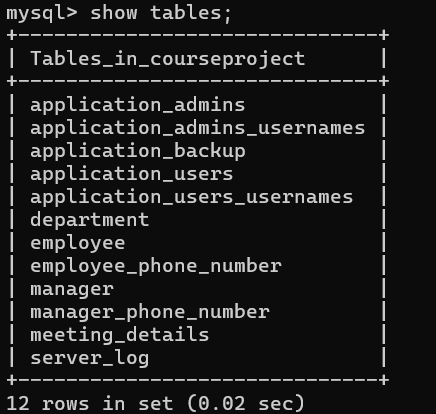 mysql> show tables;
+------------------------------+
| Tables_in_courseproject      |
+------------------------------+
| application_admins           |
| application_admins_usernames |
| application_backup           |
| application_users            |
| application_users_usernames  |
| department                   |
| employee                     |
| employee_phone_number        |
| manager                      |
| manager_phone_number         |
| meeting_details              |
| server_log                   |
+------------------------------+
12 rows in set (0.02 sec)